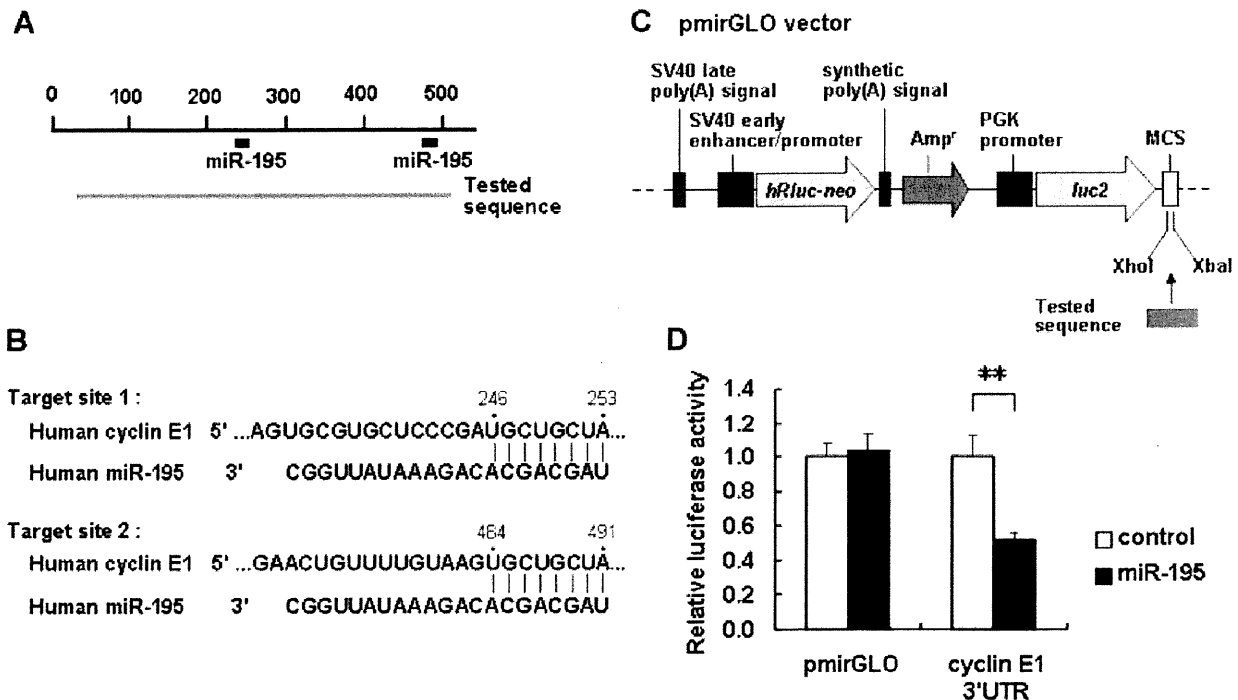 A
0 100 200 300 400 500
miR-195 miR-195
Tested
sequence
B
Target site 1 :
246 253
Human cyclin E1 5' ...AGUGCGUGCUCCCGAUGCUGCUA...
Human miR-195 3' CGGUUAUAAAGACACGACGAU
Target site 2 :
484 491
Human cyclin E1 5' ...GAACUGUUUUGUAAGUGCUGCUA...
Human miR-195 3' CGGUUAUAAAGACACGACGAU
C pmirGLO vector
SV40 late
poly(A) signal
synthetic
poly(A) signal
SV40 early
enhancer/promoter
Ampr
PGK
promoter
MCS
hRluc-neo
luc2
XhoI XbaI
Tested
sequence
D
Relative luciferase activity
1.4
1.2
1.0
0.8
0.6
0.4
0.2
0.0
**
control
miR-195
pmirGLO
cyclin E1
3'UTR